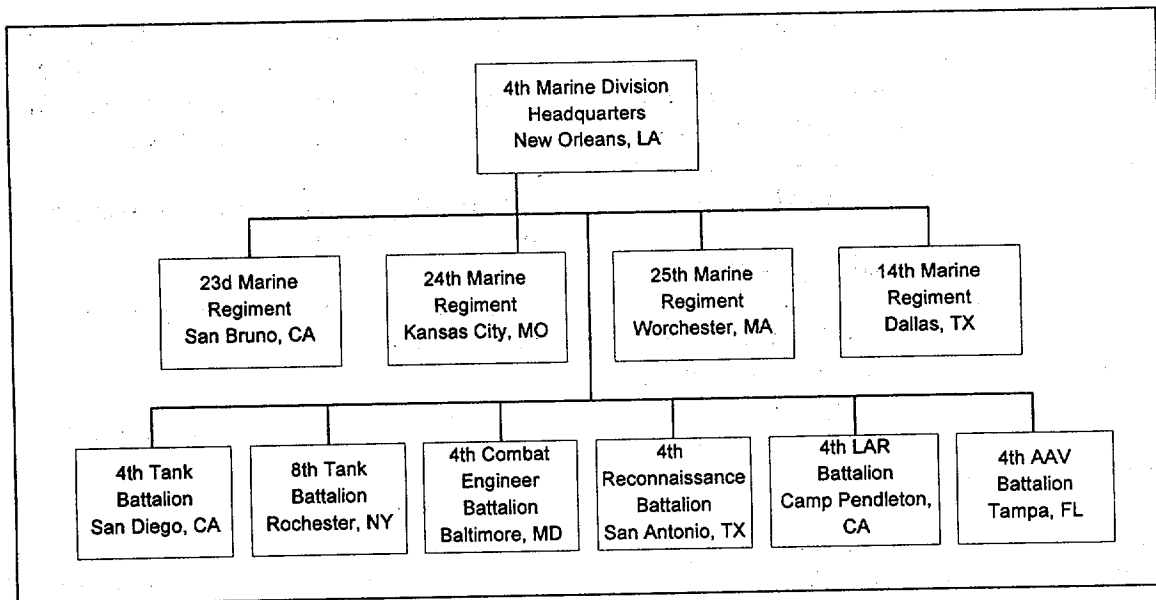 4th Marine Division
Headquarters
New Orleans, LA
23d Marine
Regiment
San Bruno, CA
24th Marine
Regiment
Kansas City, MO
25th Marine
Regiment
Worchester, MA
14th Marine
Regiment
Dallas, TX
4th Tank
Battalion
San Diego, CA
8th Tank
Battalion
Rochester, NY
4th Combat
Engineer
Battalion
Baltimore, MD
4th
Reconnaissance
Battalion
San Antonio, TX
4th LAR
Battalion
Camp Pendleton,
CA
4th AAV
Battalion
Tampa, FL